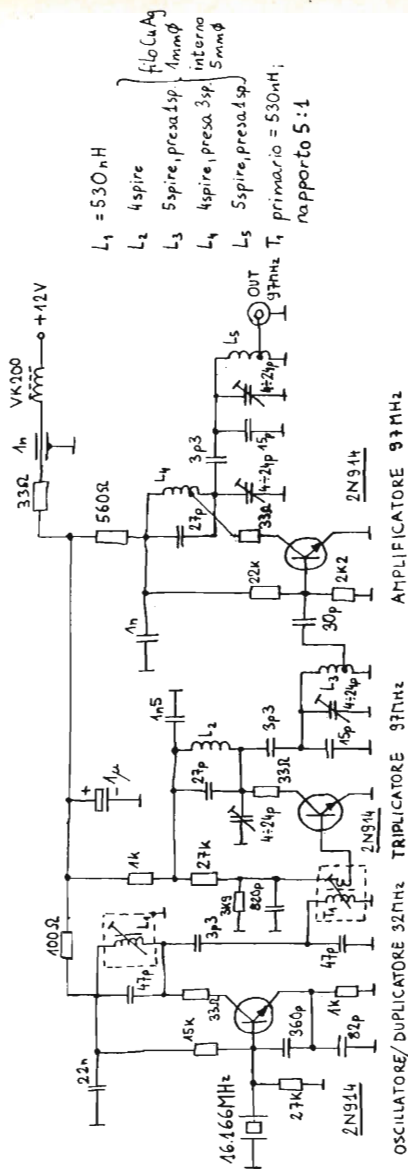 L₁ = 530nH
L₂ 4spire
L₃ 5spire, presa 1sp.
L₄ 4spire, presa 3sp.
L₅ 5spire, presa 1sp.
filo CuAg
1mmØ
interno
5mmØ
T₁ primario = 530nH;
rapporto 5:1
VK200
+12V
1n
33Ω
560Ω
L₄
27p
3p3
L₅
OUT
97MHz
4÷24p
15p
4÷24p
33Ω
1n
22k
2N914
2K2
30p
1µ
+
-
1n5
L₂
27p
3p3
L₃
4÷24p
15p
1k
27k
4÷24p
33Ω
2N914
3K9
820p
T₁
100Ω
L₁
47p
3p3
47p
22n
33Ω
15k
360p
1k
82p
2N914
27k
16.166MHz
OSCILLATORE/DUPLICATORE 32MHz
TRIPLICATORE 97MHz
AMPLIFICATORE 97MHz